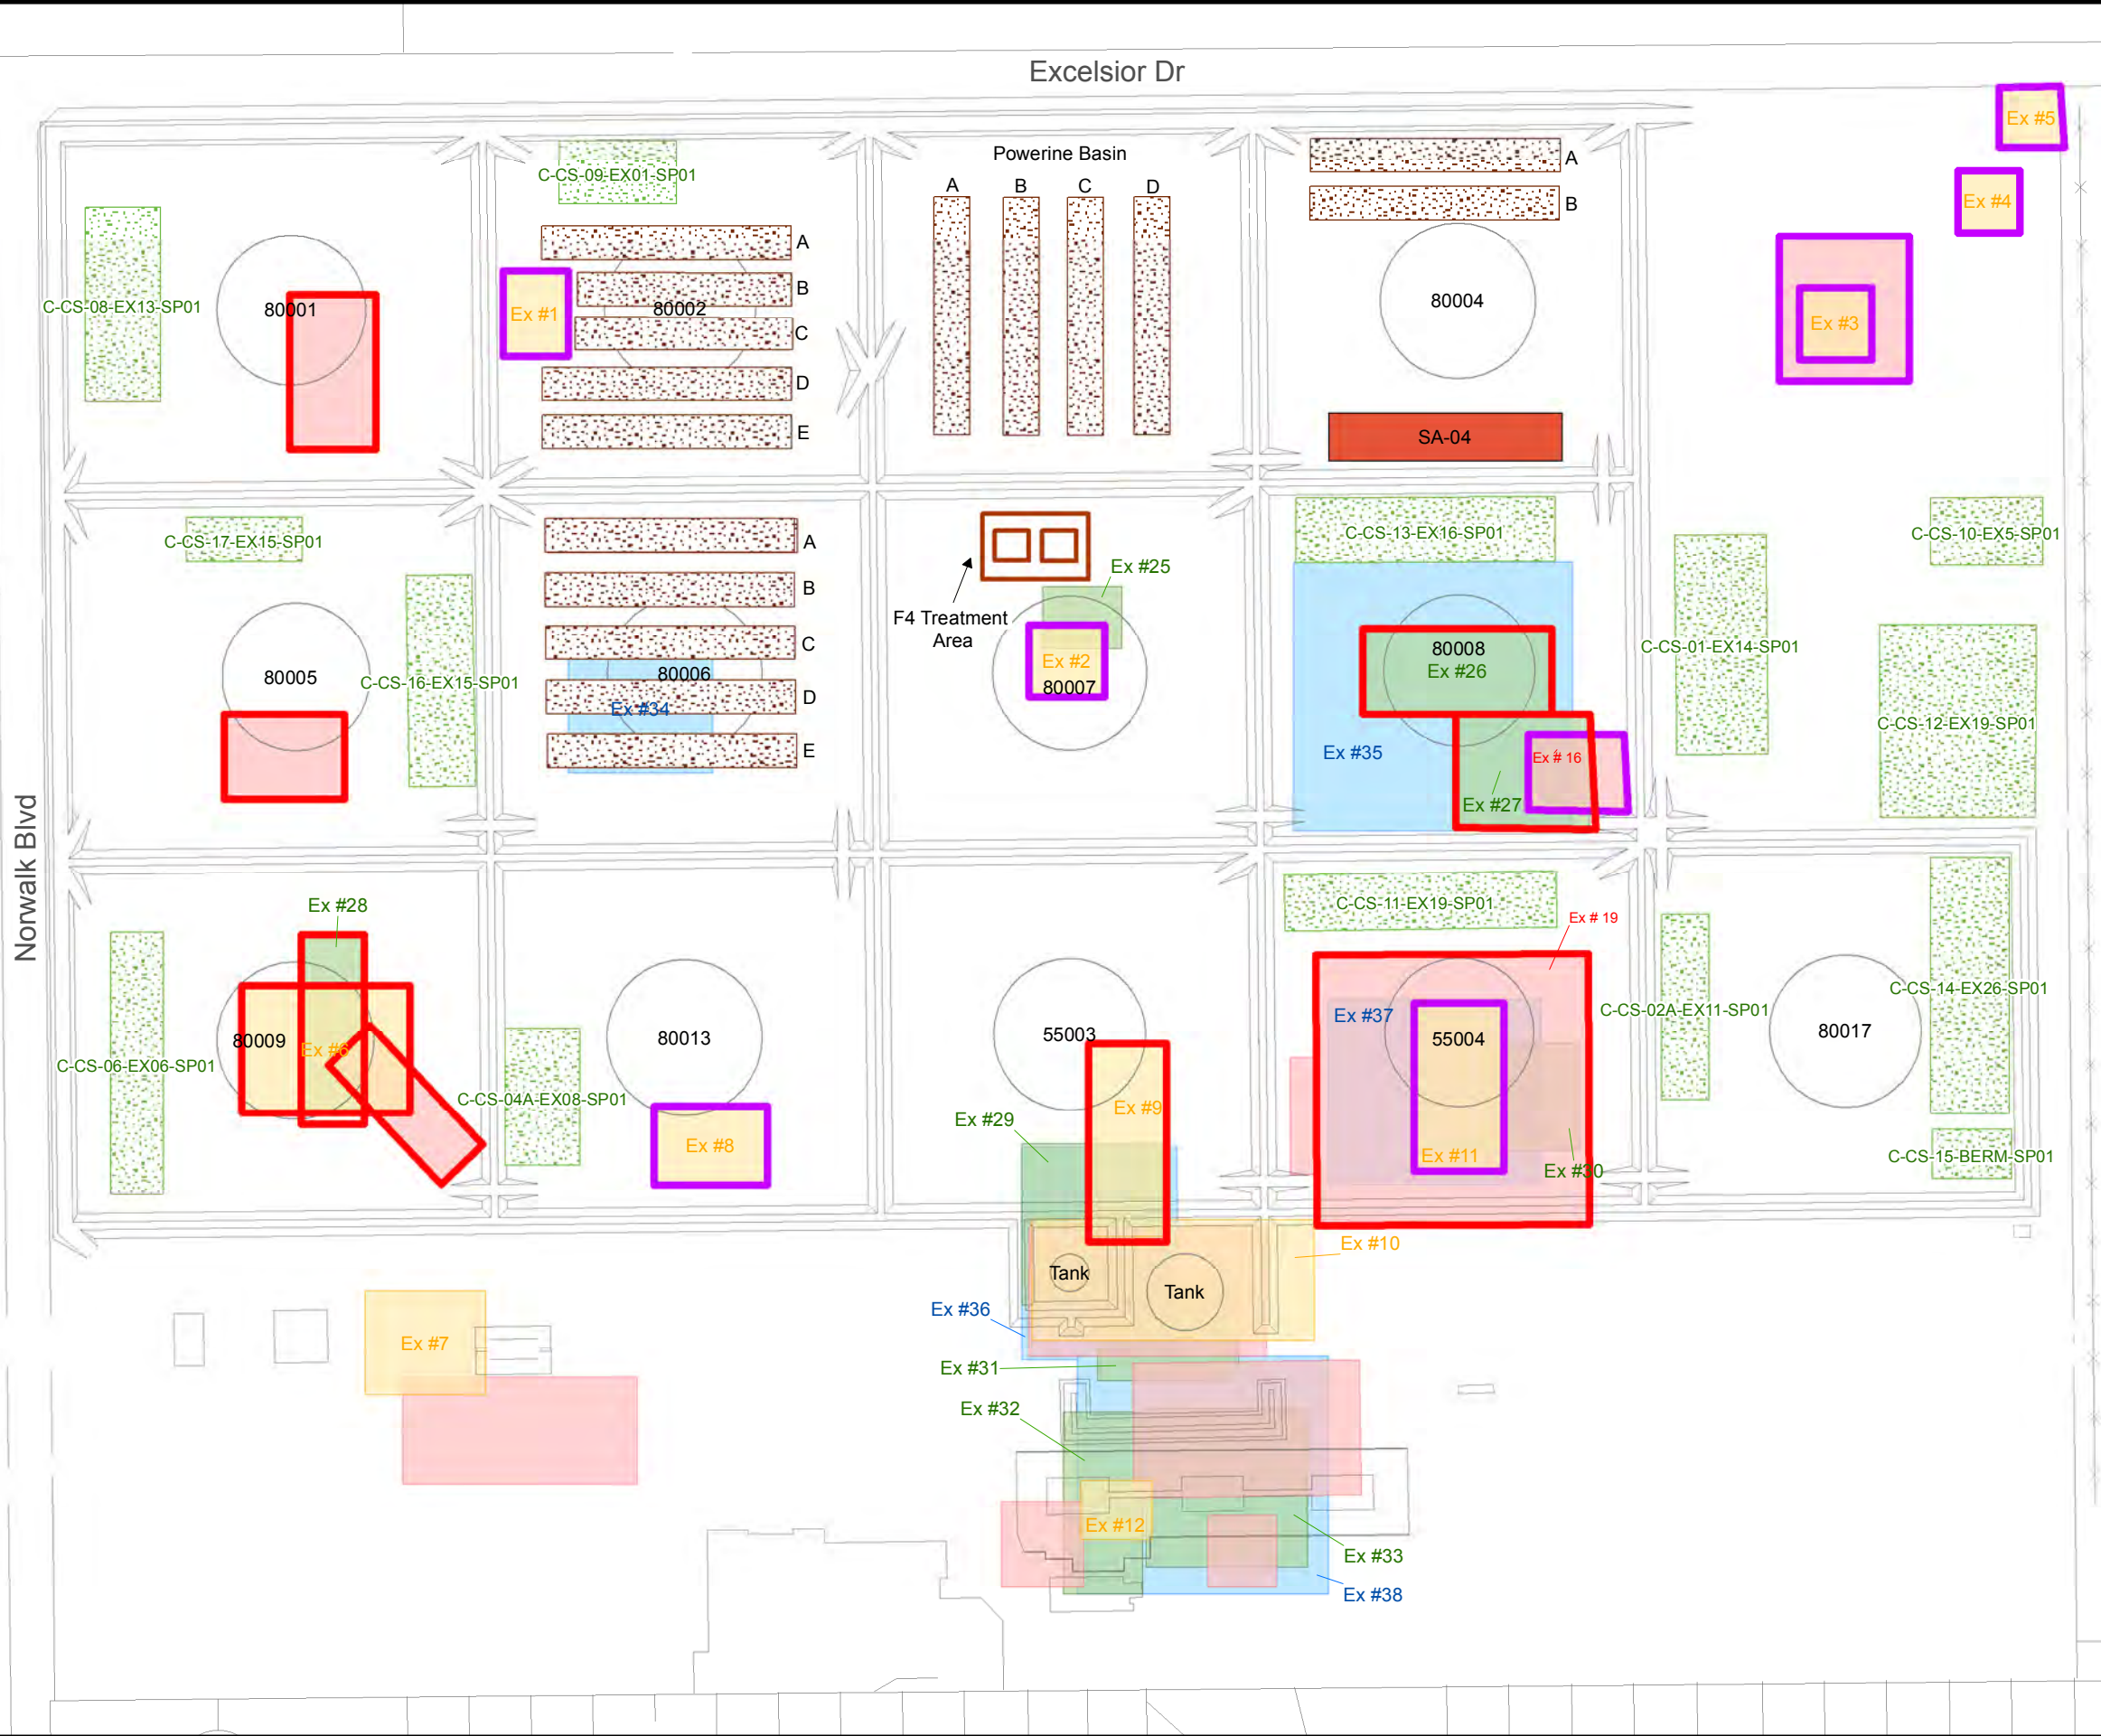 Excelsior Dr
Norwalk Blvd
Ex #5
Ex #4
Ex #3
C-CS-08-EX13-SP01
80001
C-CS-09-EX01-SP01
A
B
C
D
E
Ex #1
80002
Powerine Basin
A
B
C
D
A
B
80004
SA-04
C-CS-17-EX15-SP01
80005
C-CS-16-EX15-SP01
A
B
C
D
E
80006
Ex #34
F4 Treatment
Area
Ex #25
Ex #2
80007
C-CS-13-EX16-SP01
80008
Ex #26
Ex #35
Ex # 16
Ex #27
C-CS-01-EX14-SP01
C-CS-10-EX5-SP01
C-CS-12-EX19-SP01
Ex #28
80009
Ex #6
C-CS-06-EX06-SP01
C-CS-04A-EX08-SP01
80013
Ex #8
55003
Ex #9
Ex #29
C-CS-11-EX19-SP01
Ex # 19
Ex #37
55004
Ex #11
Ex #30
C-CS-02A-EX11-SP01
80017
C-CS-14-EX26-SP01
C-CS-15-BERM-SP01
Ex #10
Tank
Tank
Ex #36
Ex #7
Ex #31
Ex #32
Ex #12
Ex #33
Ex #38